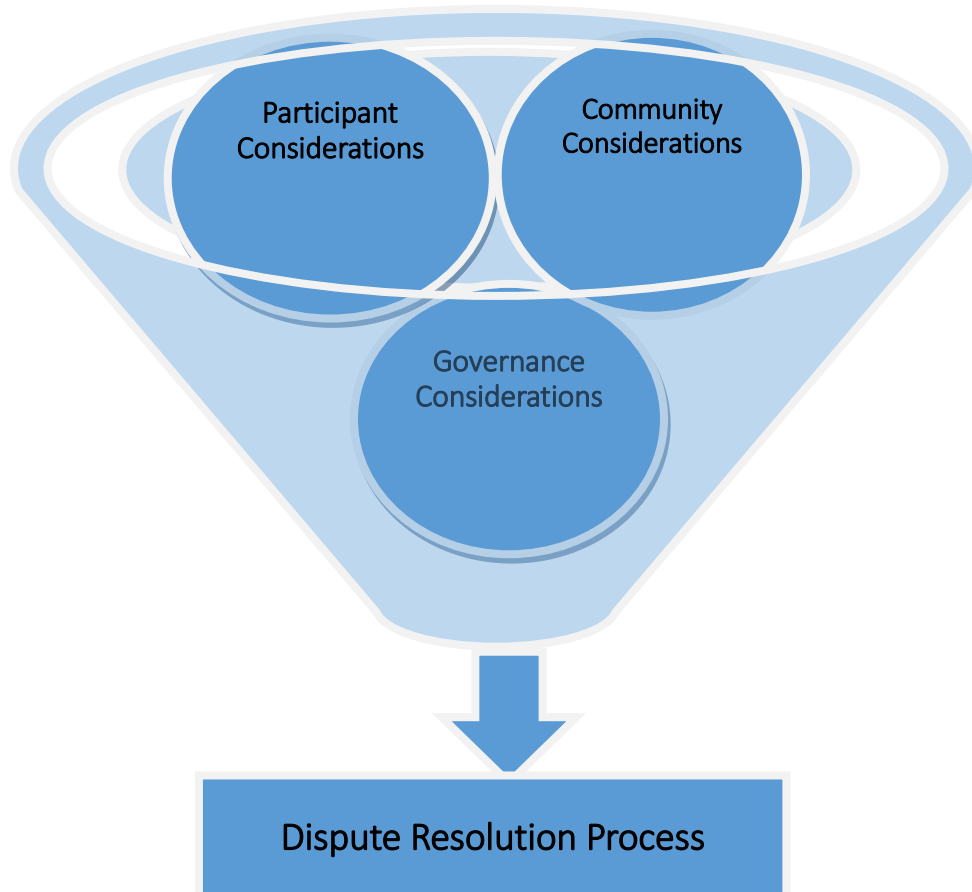 Participant
Considerations
Community
Considerations
Governance
Considerations
Dispute Resolution Process